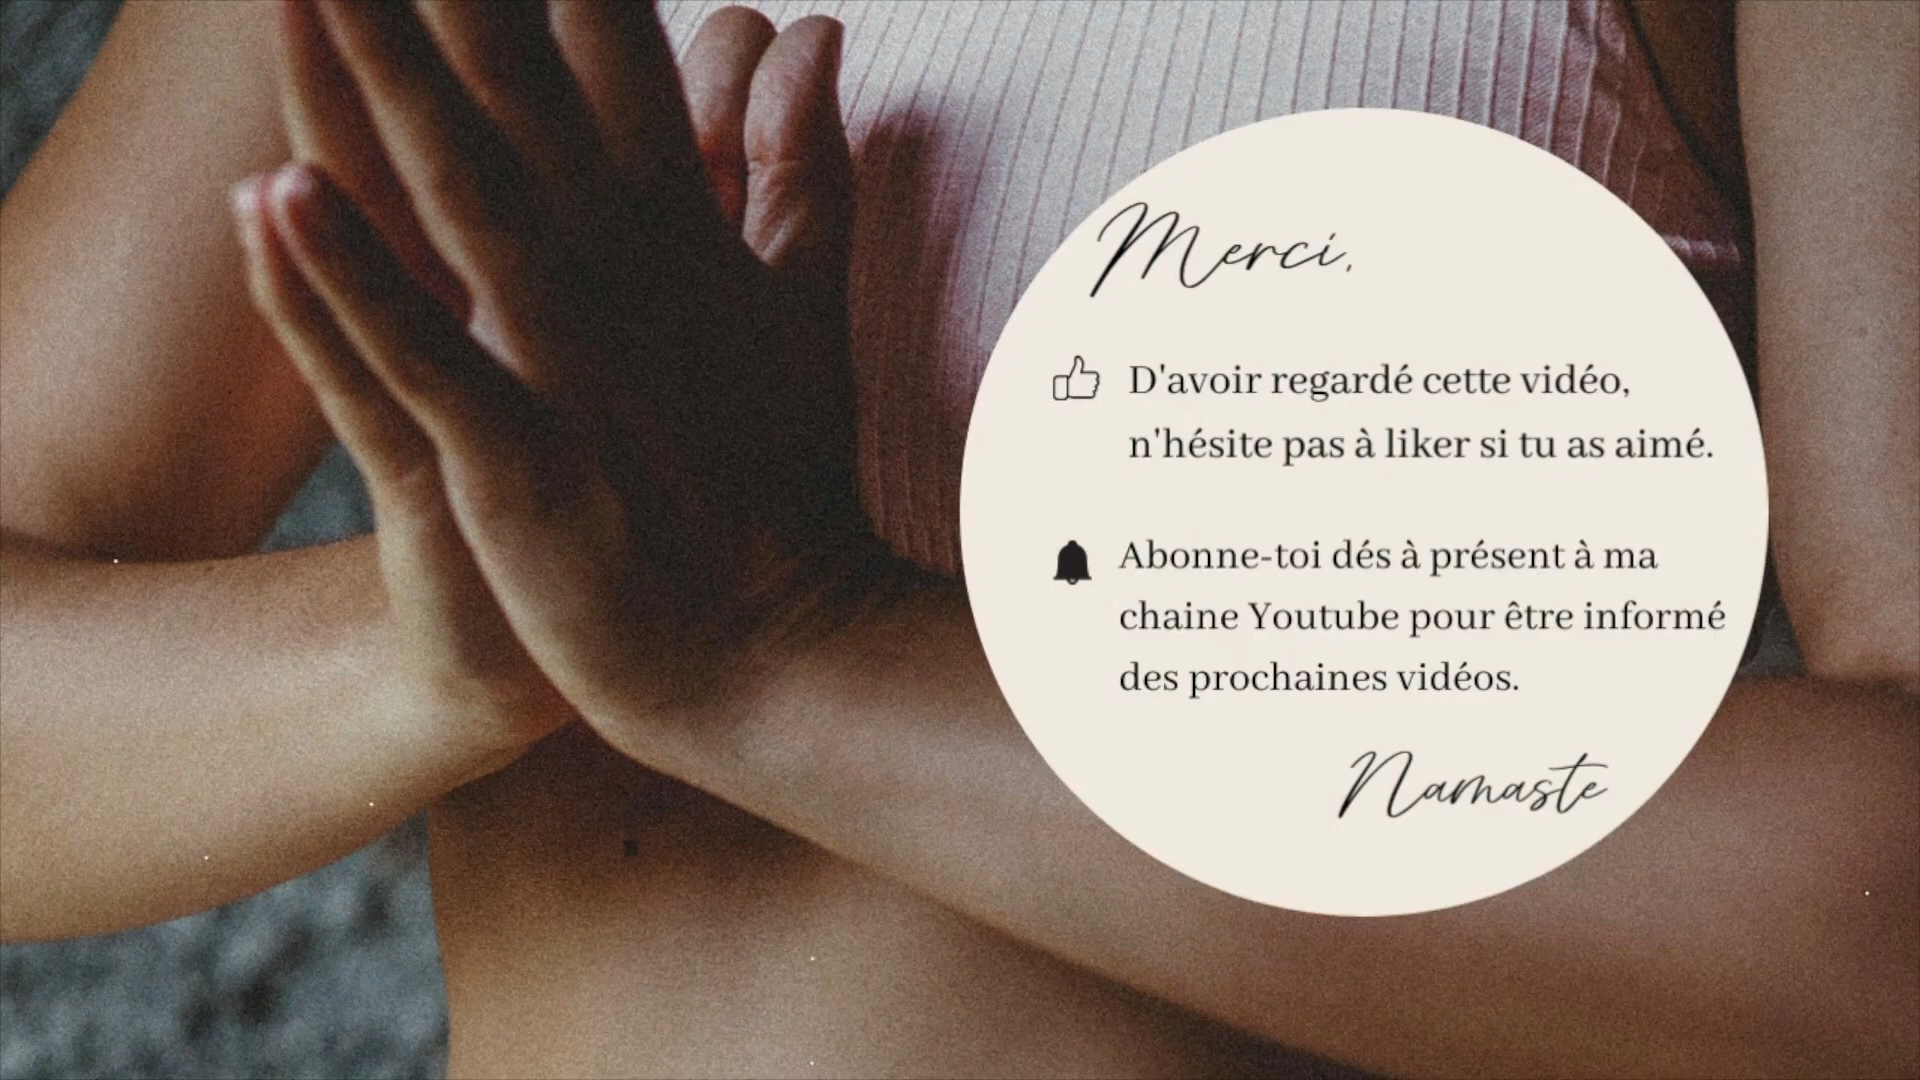 Merci,
D'avoir regardé cette vidéo,
n'hésite pas à liker si tu as aimé.
Abonne-toi dés à présent à ma
chaine Youtube pour être informé
des prochaines vidéos.
Namaste